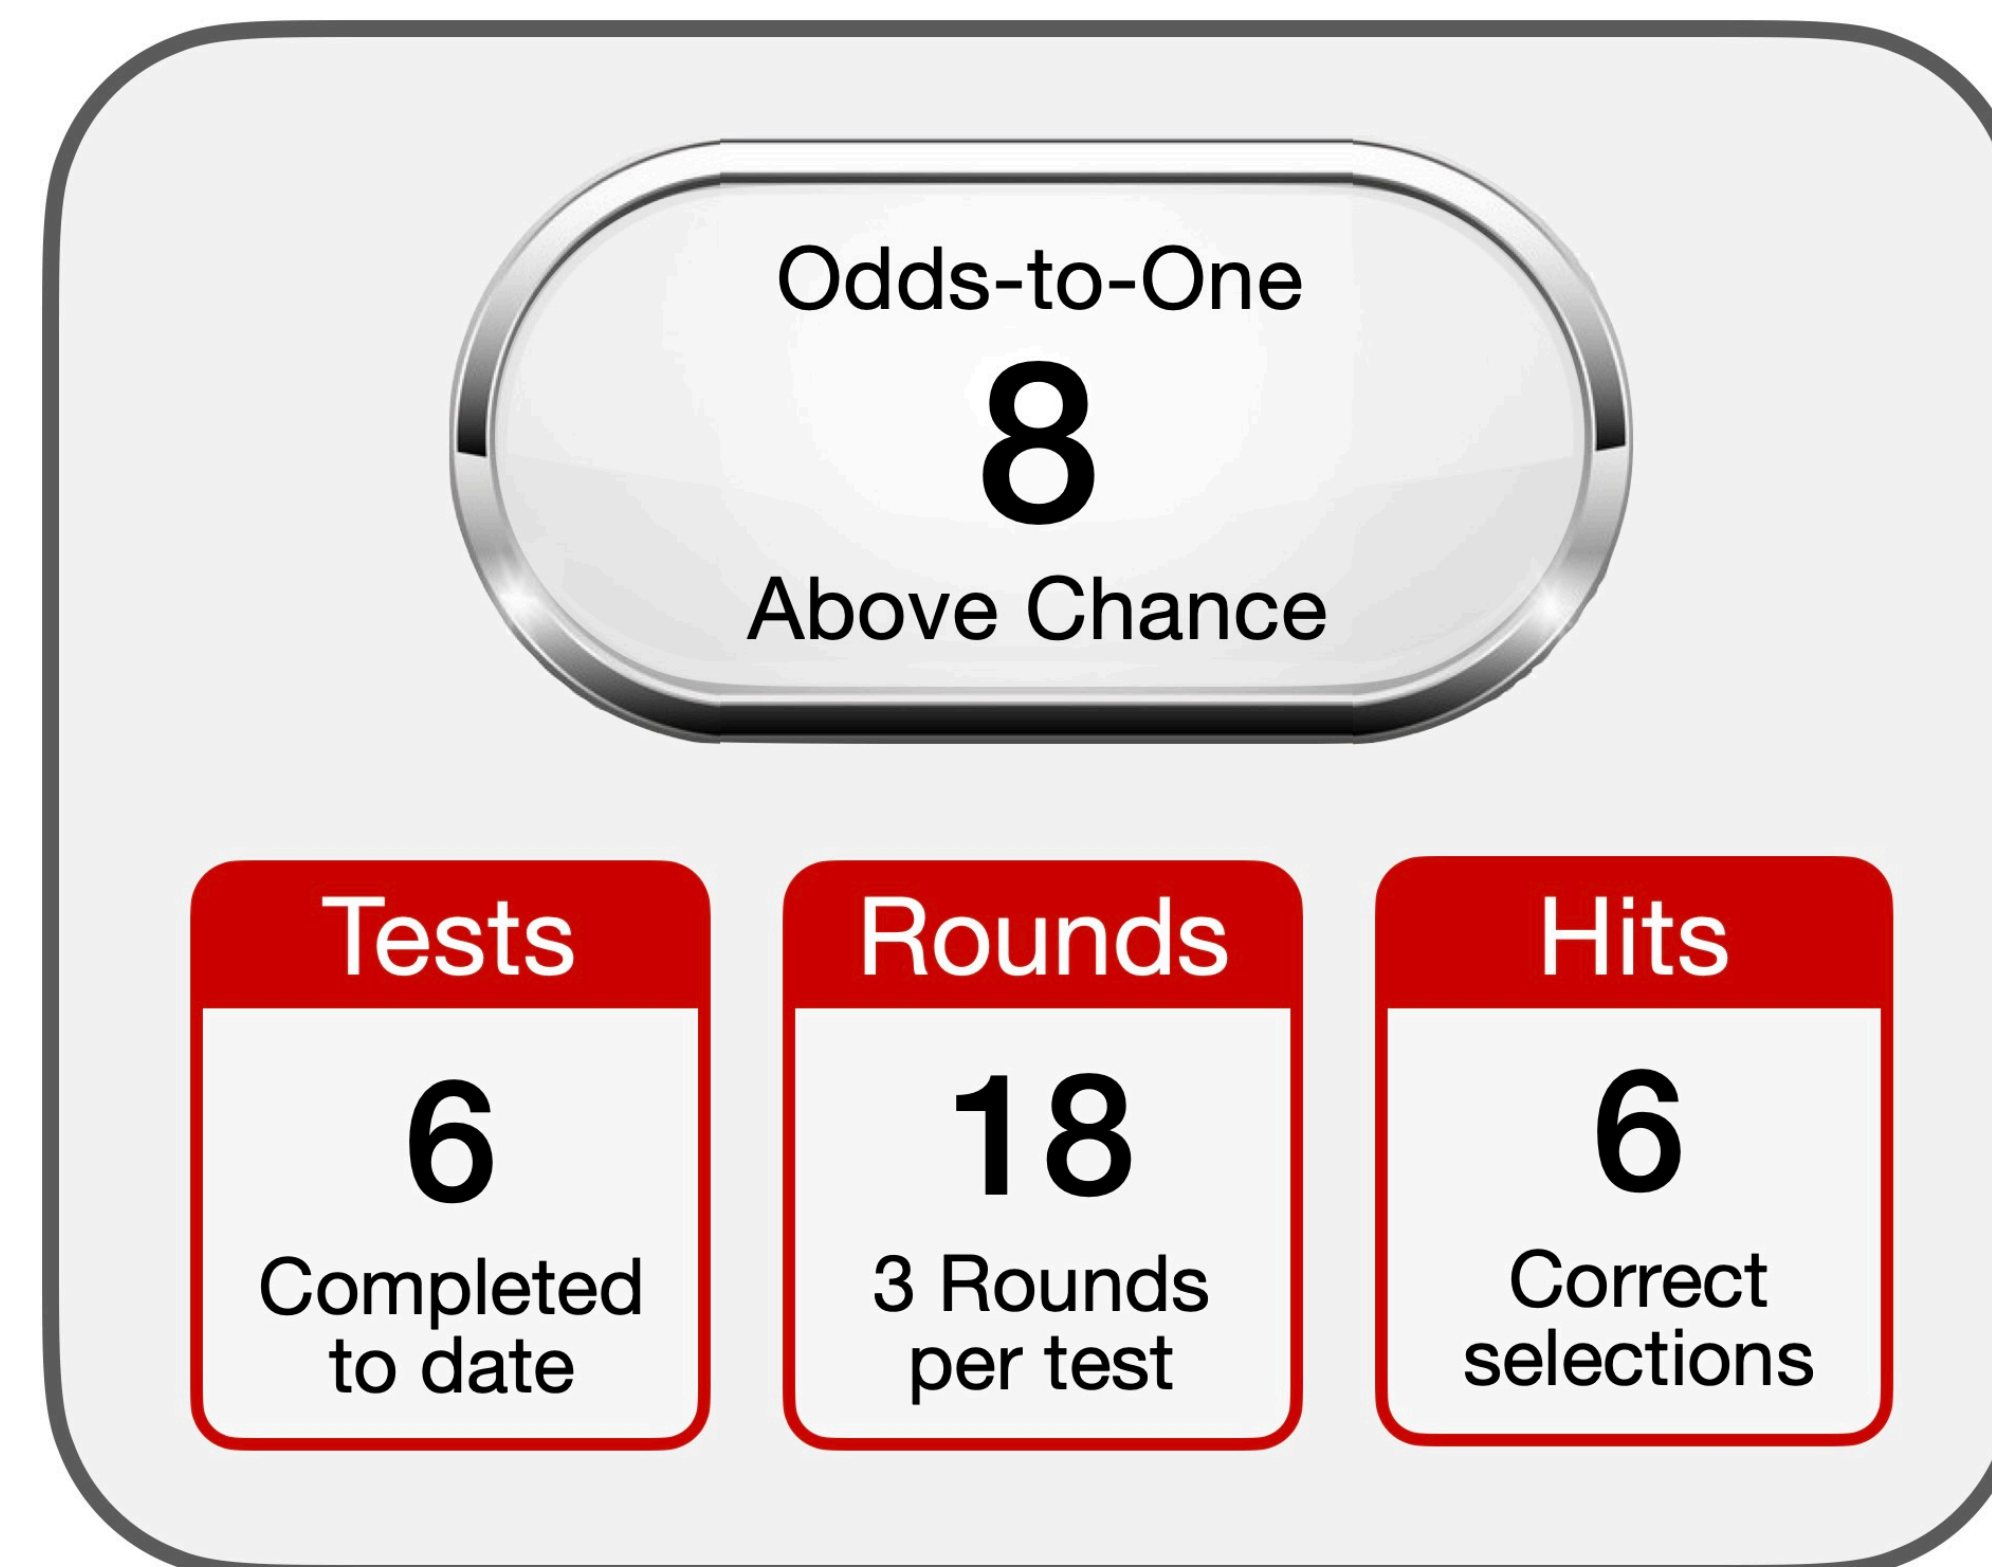 Odds-to-One
8
Above Chance
Tests
6
Completed
to date
Rounds
18
3 Rounds
per test
Hits
6
Correct
selections